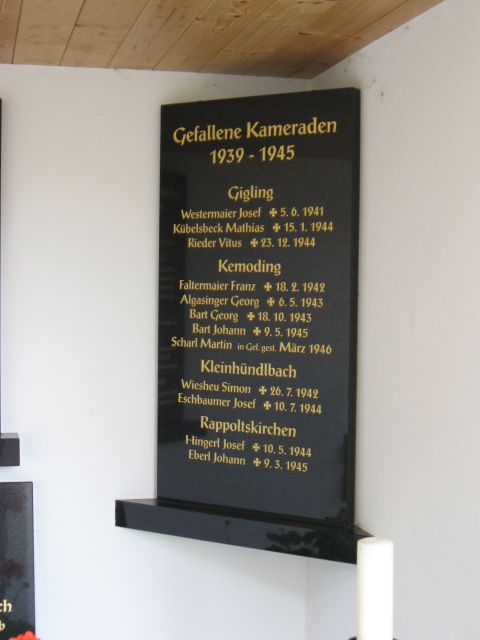 Gefallene Kameraden
1939 - 1945
Gigling
Westermaier Josef ✠ 5. 6. 1941
Kübelsbeck Mathias ✠ 15. 1. 1944
Rieder Vitus ✠ 23. 12. 1944
Kemoding
Faltermaier Franz ✠ 18. 2. 1942
Algasinger Georg ✠ 6. 5. 1943
Bart Georg ✠ 18. 10. 1943
Bart Johann ✠ 9. 5. 1945
Scharl Martin in Gef. gest. März 1946
Kleinhündlbach
Wiesheu Simon ✠ 26. 7. 1942
Eschbaumer Josef ✠ 10. 7. 1944
Rappoltskirchen
Hingerl Josef ✠ 10. 5. 1944
Eberl Johann ✠ 9. 3. 1945